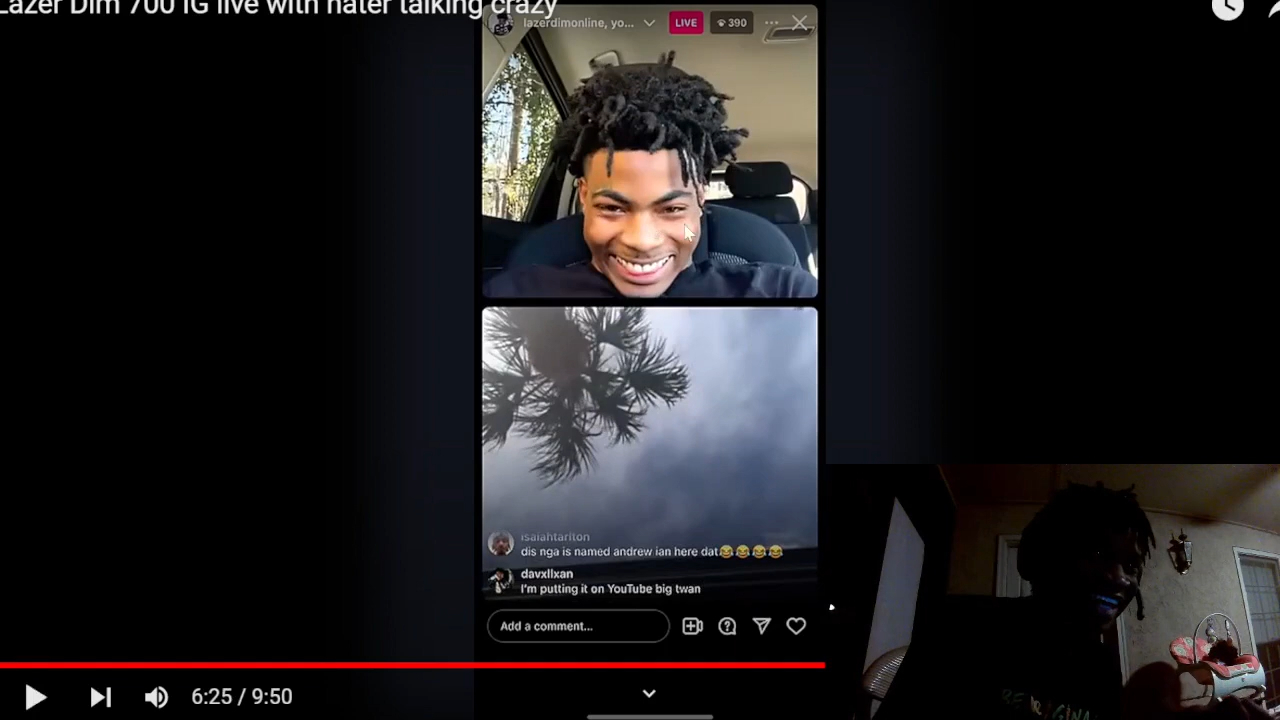 Lazer Dim 700 IG live with hater talking crazy
lazerdimonline, yo...
LIVE
390
isaiahtarlton
dis nga is named andrew ian here dat😂😂😂😂
davxllxan
I'm putting it on YouTube big twan
Add a comment...
6:25 / 9:50